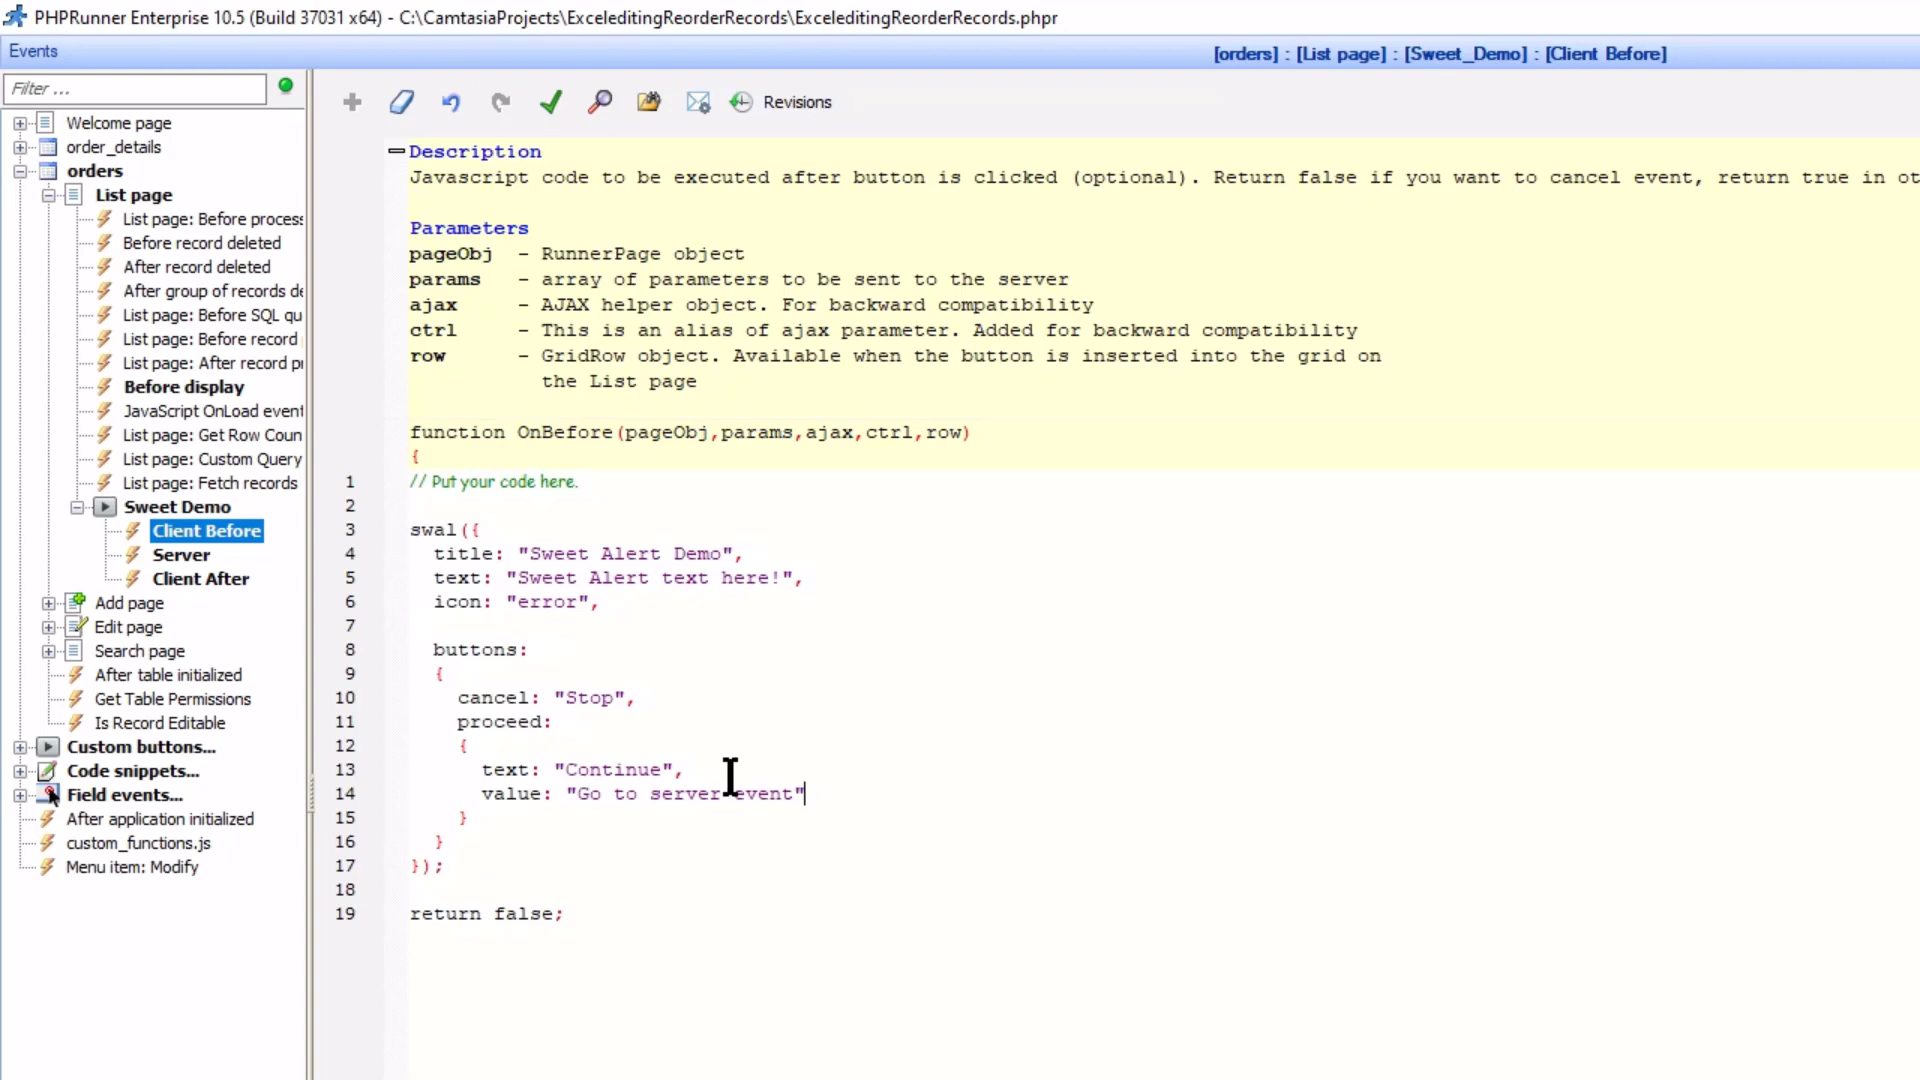 PHPRunner Enterprise 10.5 (Build 37031 x64) - C:\CamtasiaProjects\ExceleditingReorderRecords\ExceleditingReorderRecords.phpr
Events
[orders] : [List page] : [Sweet_Demo] : [Client Before]
Filter ...
Revisions
Welcome page
order_details
orders
List page
List page: Before process
Before record deleted
After record deleted
After group of records de
List page: Before SQL qu
List page: Before record
List page: After record pr
Before display
JavaScript OnLoad event
List page: Get Row Coun
List page: Custom Query
List page: Fetch records
Sweet Demo
Client Before
Server
Client After
Add page
Edit page
Search page
After table initialized
Get Table Permissions
Is Record Editable
Custom buttons...
Code snippets...
Field events...
After application initialized
custom_functions.js
Menu item: Modify
Description
Javascript code to be executed after button is clicked (optional). Return false if you want to cancel event, return true in ot
Parameters
pageObj - RunnerPage object
params - array of parameters to be sent to the server
ajax - AJAX helper object. For backward compatibility
ctrl - This is an alias of ajax parameter. Added for backward compatibility
row - GridRow object. Available when the button is inserted into the grid on
the List page
function OnBefore(pageObj,params,ajax,ctrl,row)
{
1 // Put your code here.
2
3 swal({
4 title: "Sweet Alert Demo",
5 text: "Sweet Alert text here!",
6 icon: "error",
7
8 buttons:
9 {
10 cancel: "Stop",
11 proceed:
12 {
13 text: "Continue",
14 value: "Go to server event"
15 }
16 }
17 });
18
19 return false;